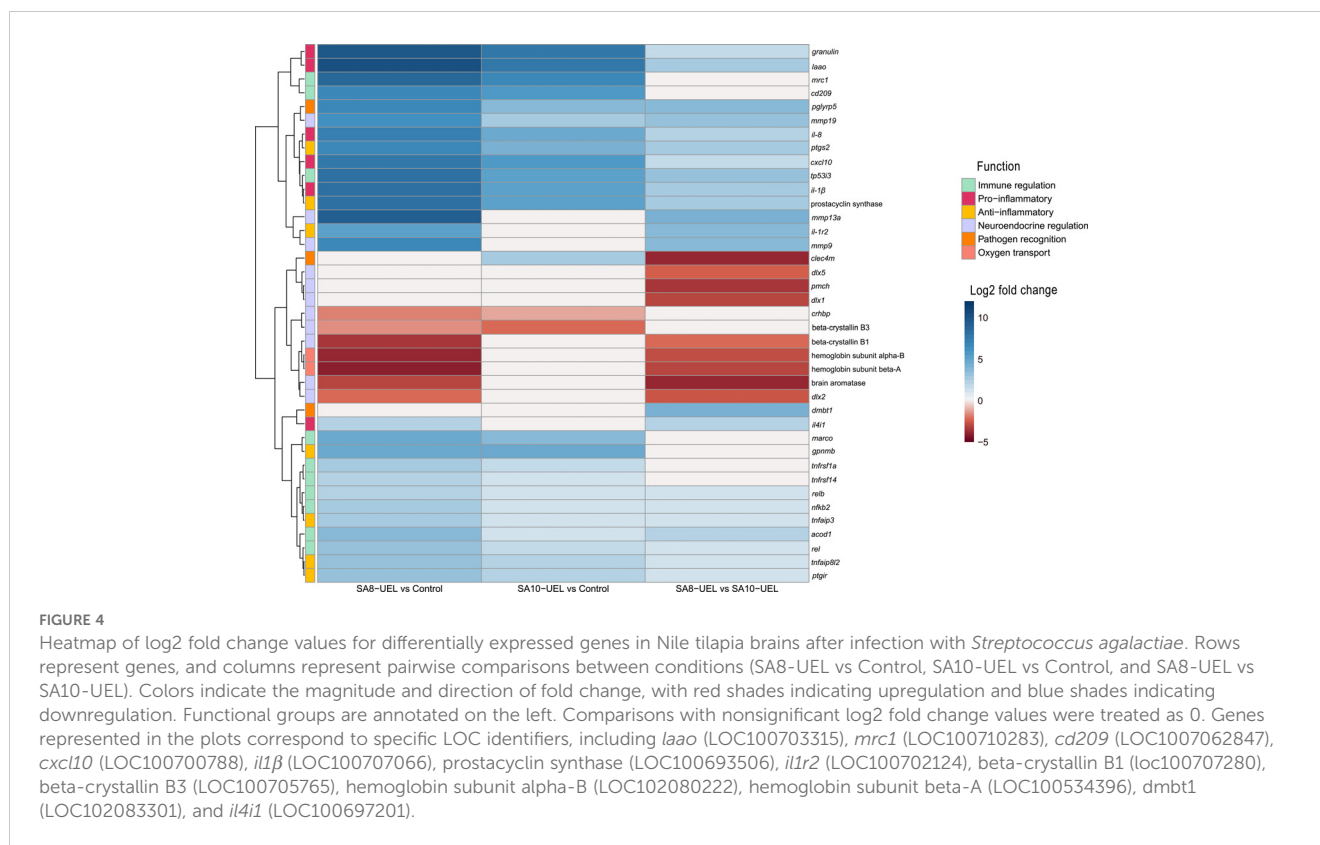 granulin
laao
mrc1
cd209
pglyrp5
mmp19
il-8
ptgs2
cxcl10
tp53i3
il-1β
prostacyclin synthase
mmp13a
il-1r2
mmp9
clec4m
dlx5
pmch
dlx1
crhbp
beta-crystallin B3
beta-crystallin B1
hemoglobin subunit alpha-B
hemoglobin subunit beta-A
brain aromatase
dlx2
dmbt1
il4i1
marco
gpnmb
tnfrsf1a
tnfrsf14
relb
nfkb2
tnfaip3
acod1
rel
tnfaip8l2
ptgir
SA8-UEL vs Control
SA10-UEL vs Control
SA8-UEL vs SA10-UEL
Function
Immune regulation
Pro-inflammatory
Anti-inflammatory
Neuroendocrine regulation
Pathogen recognition
Oxygen transport
Log2 fold change
10
5
0
-5
FIGURE 4
Heatmap of log2 fold change values for differentially expressed genes in Nile tilapia brains after infection with Streptococcus agalactiae. Rows
represent genes, and columns represent pairwise comparisons between conditions (SA8-UEL vs Control, SA10-UEL vs Control, and SA8-UEL vs
SA10-UEL). Colors indicate the magnitude and direction of fold change, with red shades indicating upregulation and blue shades indicating
downregulation. Functional groups are annotated on the left. Comparisons with nonsignificant log2 fold change values were treated as 0. Genes
represented in the plots correspond to specific LOC identifiers, including laao (LOC100703315), mrc1 (LOC100710283), cd209 (LOC1007062847),
cxcl10 (LOC100700788), il1β (LOC100707066), prostacyclin synthase (LOC100693506), il1r2 (LOC100702124), beta-crystallin B1 (loc100707280),
beta-crystallin B3 (LOC100705765), hemoglobin subunit alpha-B (LOC102080222), hemoglobin subunit beta-A (LOC100534396), dmbt1
(LOC102083301), and il4i1 (LOC100697201).